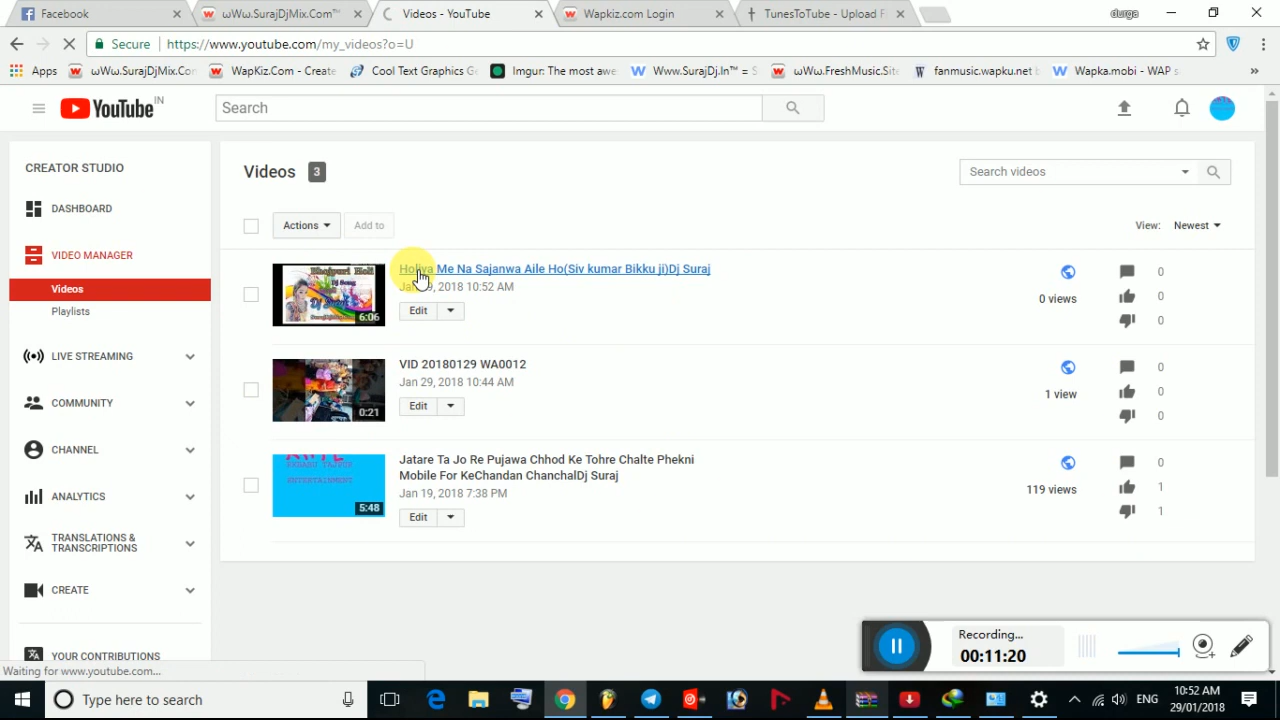 Facebook
ωWω.SurajDjMix.Com™
Videos - YouTube
Wapkiz.com Login
TunesToTube - Upload F
durga
Secure
https://www.youtube.com/my_videos?o=U
Apps
ωWω.SurajDjMix.Cor
WapKiz.Com - Create
Cool Text Graphics Ge
Imgur: The most awe
Www.SurajDj.In™ = S
ωWω.FreshMusic.Site
fanmusic.wapku.net
Wapka.mobi - WAP s
YouTube IN
Search
CREATOR STUDIO
DASHBOARD
VIDEO MANAGER
Videos
Playlists
LIVE STREAMING
COMMUNITY
CHANNEL
ANALYTICS
TRANSLATIONS & TRANSCRIPTIONS
CREATE
YOUR CONTRIBUTIONS
Videos 3
Search videos
Actions
Add to
View: Newest
Bhojpuri Holi
6:06
Holiya Me Na Sajanwa Aile Ho(Siv kumar Bikku ji)Dj Suraj
2018 10:52 AM
Edit
0 views
0
0
0
0:21
VID 20180129 WA0012
Jan 29, 2018 10:44 AM
Edit
1 view
0
0
0
5:48
Jatare Ta Jo Re Pujawa Chhod Ke Tohre Chalte Phekni
Mobile For KeChandan ChanchalDj Suraj
Jan 19, 2018 7:38 PM
Edit
119 views
0
1
1
Recording...
00:11:20
Waiting for www.youtube.com...
Type here to search
ENG
10:52 AM
29/01/2018